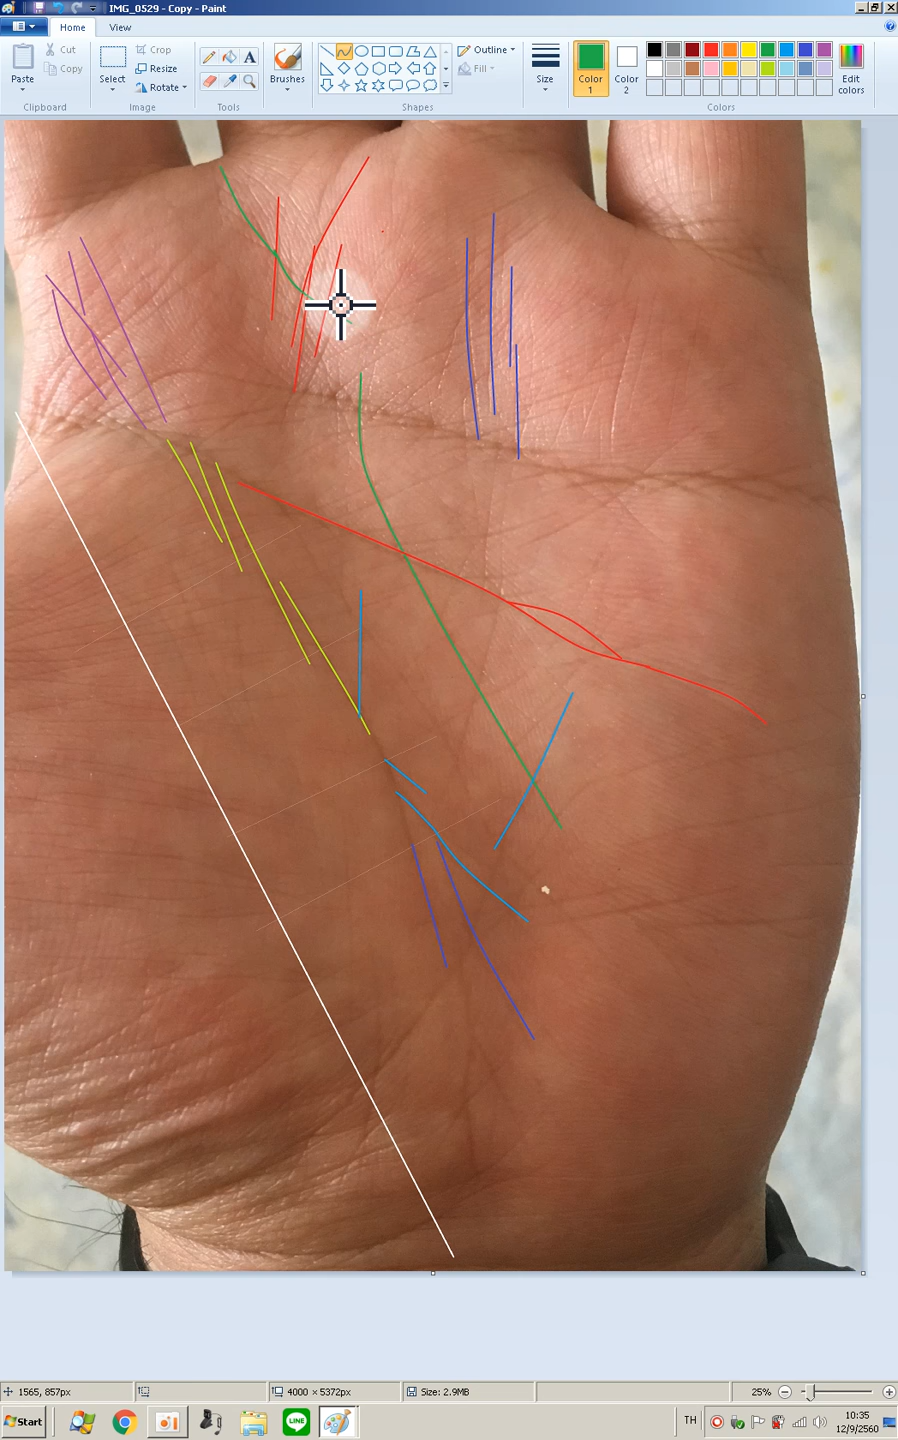 IMG_0529 - Copy - Paint
Home
View
Paste
Cut
Copy
Clipboard
Select
Crop
Resize
Rotate
Image
A
Tools
Brushes
Outline
Fill
Shapes
Size
Color
1
Color
2
Edit
colors
Colors
1565, 857px
4000 × 5372px
Size: 2.9MB
25%
Start
LINE
TH
10:35
12/9/2560